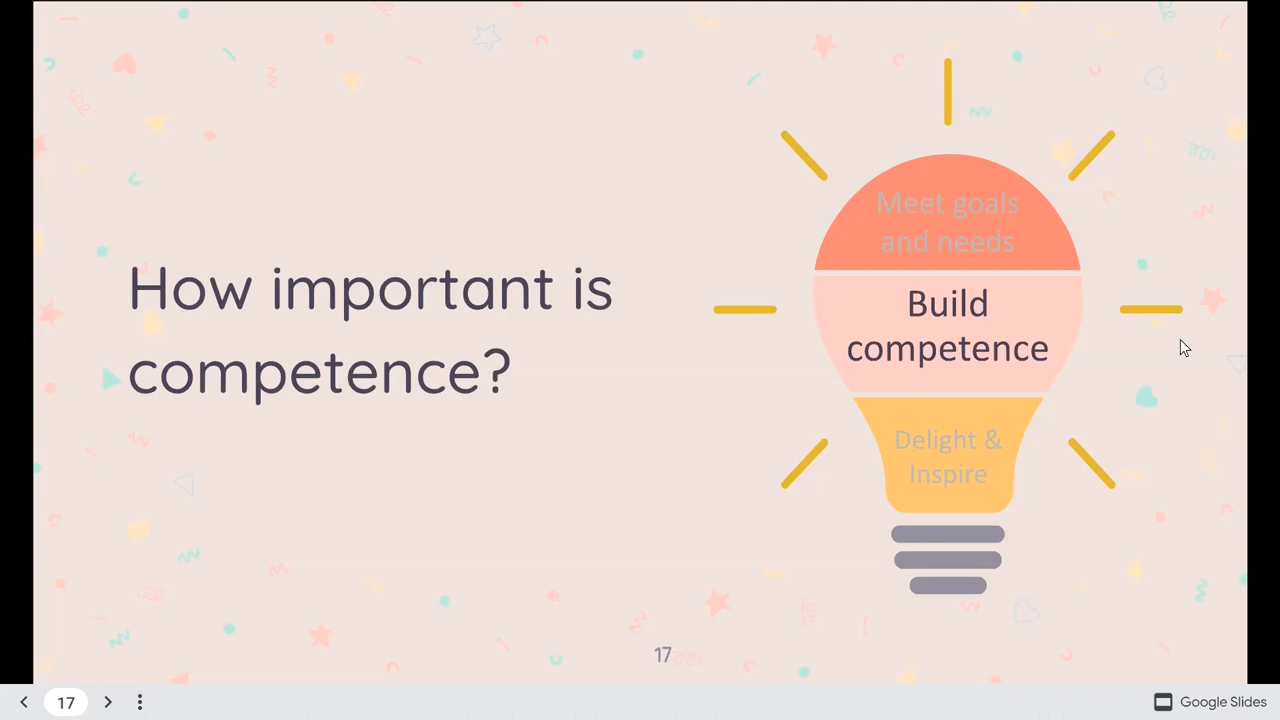 How important is
competence?
Meet goals
and needs
Build
competence
Delight &
Inspire
17
17
Google Slides